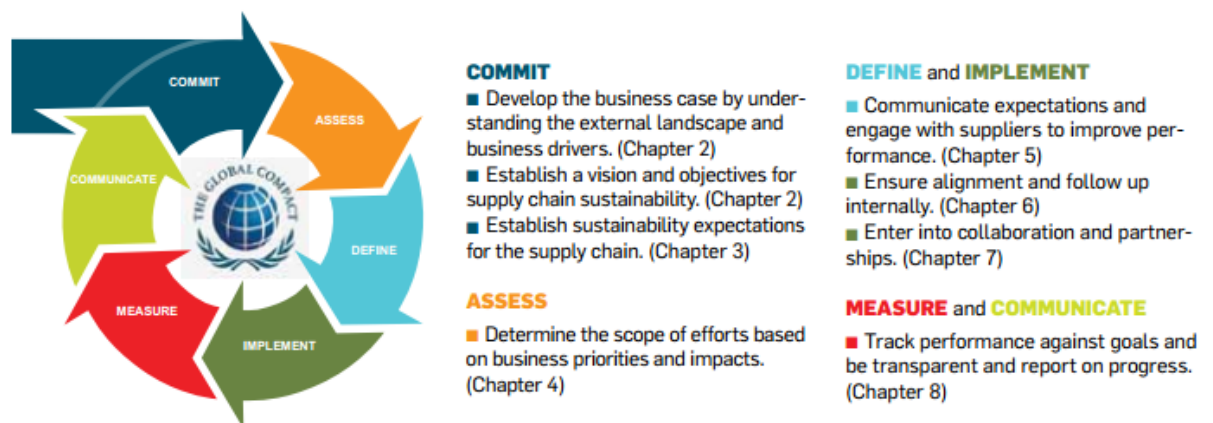 COMMIT
ASSESS
DEFINE
IMPLEMENT
MEASURE
COMMUNICATE
THE GLOBAL COMPACT
COMMIT
■ Develop the business case by under-
standing the external landscape and
business drivers. (Chapter 2)
■ Establish a vision and objectives for
supply chain sustainability. (Chapter 2)
■ Establish sustainability expectations
for the supply chain. (Chapter 3)
ASSESS
■ Determine the scope of efforts based
on business priorities and impacts.
(Chapter 4)
DEFINE and IMPLEMENT
■ Communicate expectations and
engage with suppliers to improve per-
formance. (Chapter 5)
■ Ensure alignment and follow up
internally. (Chapter 6)
■ Enter into collaboration and partner-
ships. (Chapter 7)
MEASURE and COMMUNICATE
■ Track performance against goals and
be transparent and report on progress.
(Chapter 8)